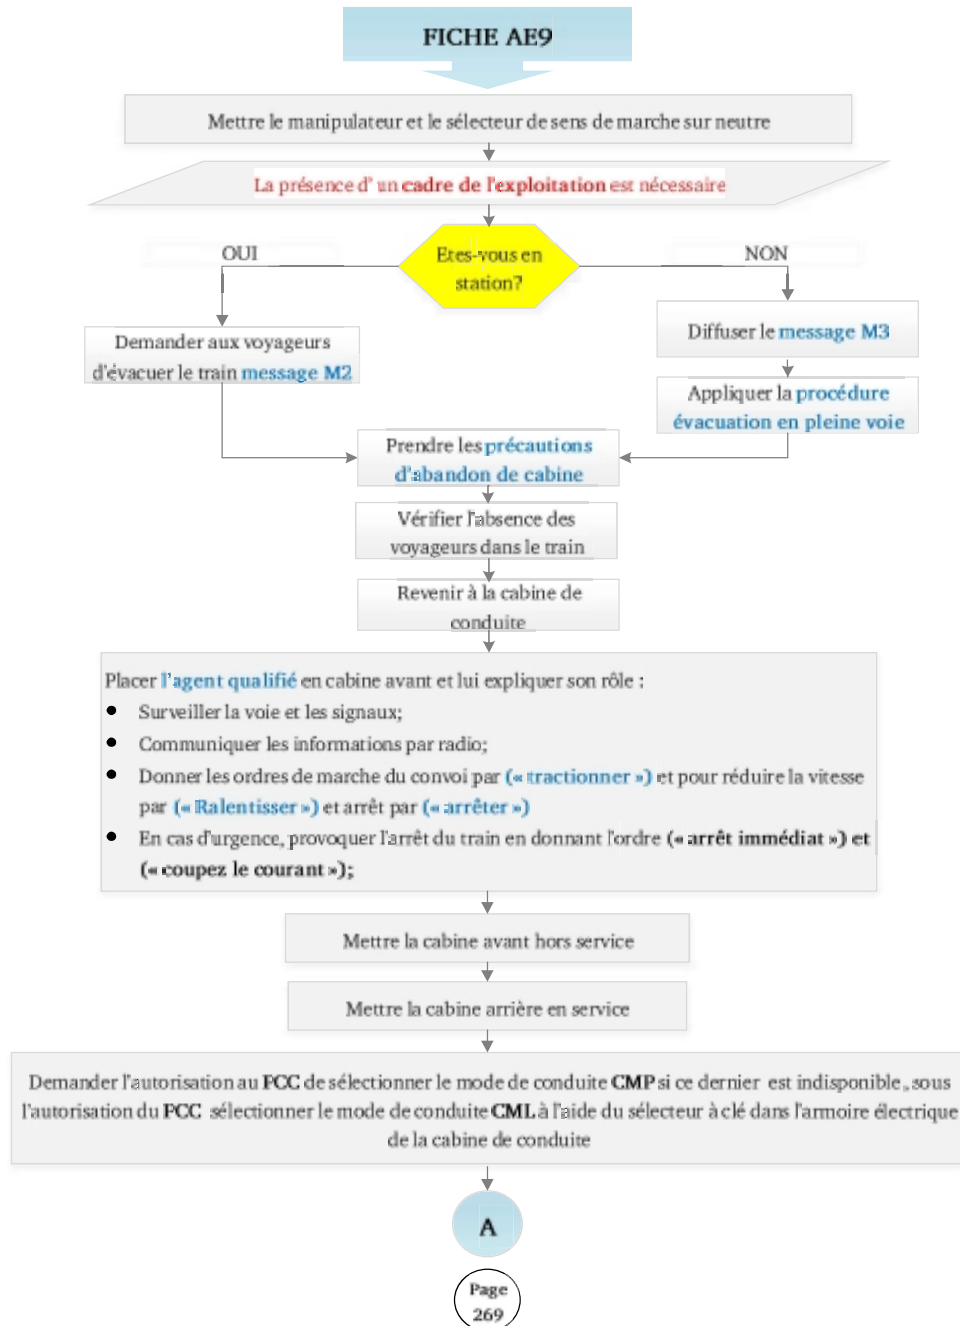 FICHE AE9
Mettre le manipulateur et le sélecteur de sens de marche sur neutre
La présence d' un cadre de l'exploitation est nécessaire
OUI
Etes-vous en
station?
NON
Demander aux voyageurs
d'évacuer le train message M2
Diffuser le message M3
Appliquer la procédure
évacuation en pleine voie
Prendre les précautions
d'abandon de cabine
Vérifier l'absence des
voyageurs dans le train
Revenir à la cabine de
conduite
Placer l'agent qualifié en cabine avant et lui expliquer son rôle :
• Surveiller la voie et les signaux;
• Communiquer les informations par radio;
• Donner les ordres de marche du convoi par (« tractionner ») et pour réduire la vitesse
par (« Ralentisser ») et arrêt par (« arrêter »)
• En cas d'urgence, provoquer l'arrêt du train en donnant l'ordre (« arrêt immédiat ») et
(« coupez le courant »);
Mettre la cabine avant hors service
Mettre la cabine arrière en service
Demander l'autorisation au PCC de sélectionner le mode de conduite CMP si ce dernier est indisponible, sous
l'autorisation du PCC sélectionner le mode de conduite CML à l'aide du sélecteur à clé dans l'armoire électrique
de la cabine de conduite
A
Page
269